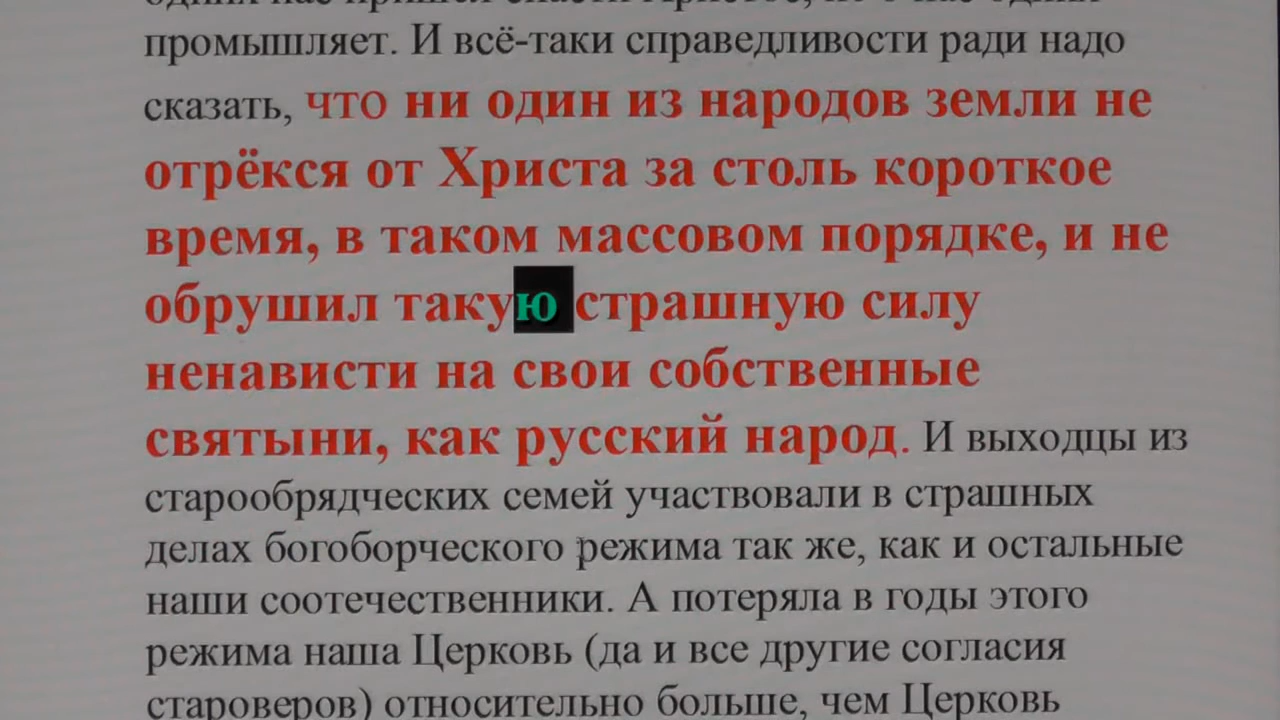 промышляет. И всё-таки справедливости ради надо
сказать, что ни один из народов земли не
отрёкся от Христа за столь короткое
время, в таком массовом порядке, и не
обрушил такую страшную силу
ненависти на свои собственные
святыни, как русский народ. И выходцы из
старообрядческих семей участвовали в страшных
делах богоборческого режима так же, как и остальные
наши соотечественники. А потеряла в годы этого
режима наша Церковь (да и все другие согласия
староверов) относительно больше, чем Церковь